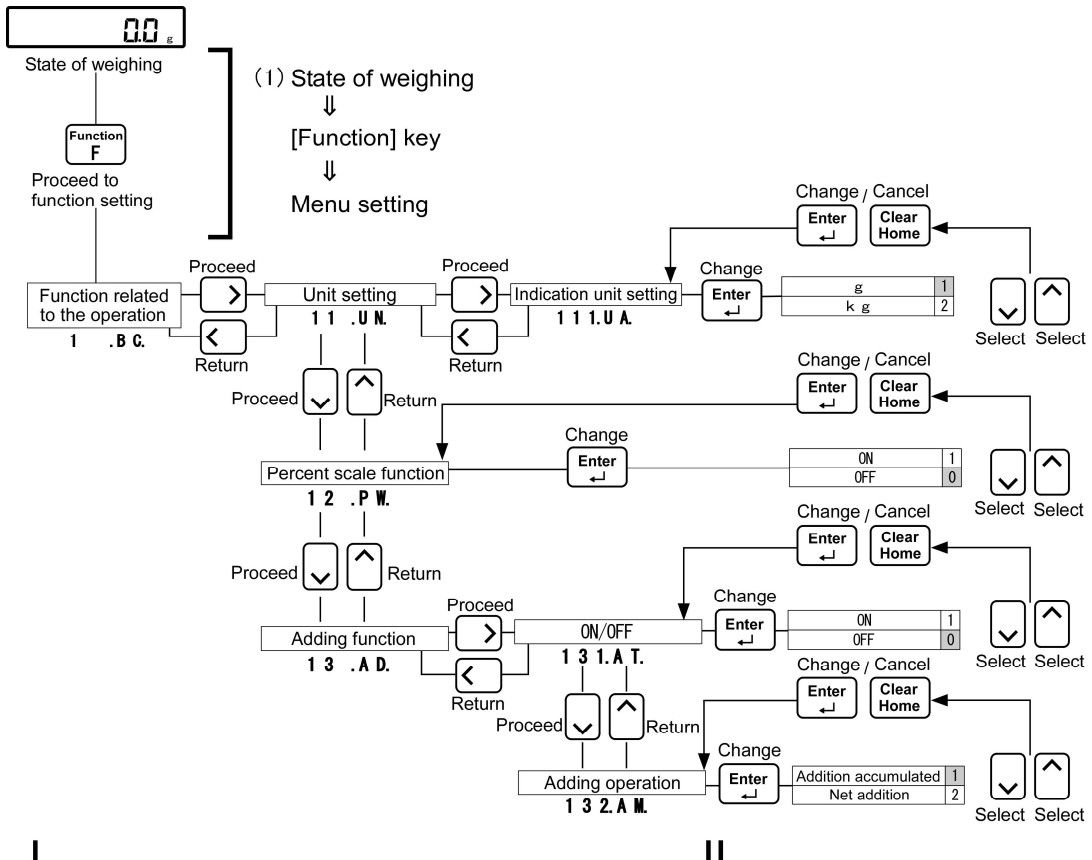 0.0 g
State of weighing
Function
F
Proceed to
function setting
(1) State of weighing
⇓
[Function] key
⇓
Menu setting
Change / Cancel
Enter
Clear
Home
Proceed
Proceed
Change
Function related
to the operation
1 .B C.
Return
Unit setting
1 1 .U N.
Return
Indication unit setting
1 1 1.U A.
Enter
g 1
k g 2
Select Select
Proceed
Return
Change / Cancel
Enter
Clear
Home
Change
Percent scale function
1 2 .P W.
Enter
ON 1
OFF 0
Select Select
Proceed
Return
Change / Cancel
Enter
Clear
Home
Proceed
Change
Adding function
1 3 .A D.
Return
ON/OFF
1 3 1.A T.
Enter
ON 1
OFF 0
Select Select
Proceed
Return
Change / Cancel
Enter
Clear
Home
Change
Adding operation
1 3 2.A M.
Enter
Addition accumulated 1
Net addition 2
Select Select